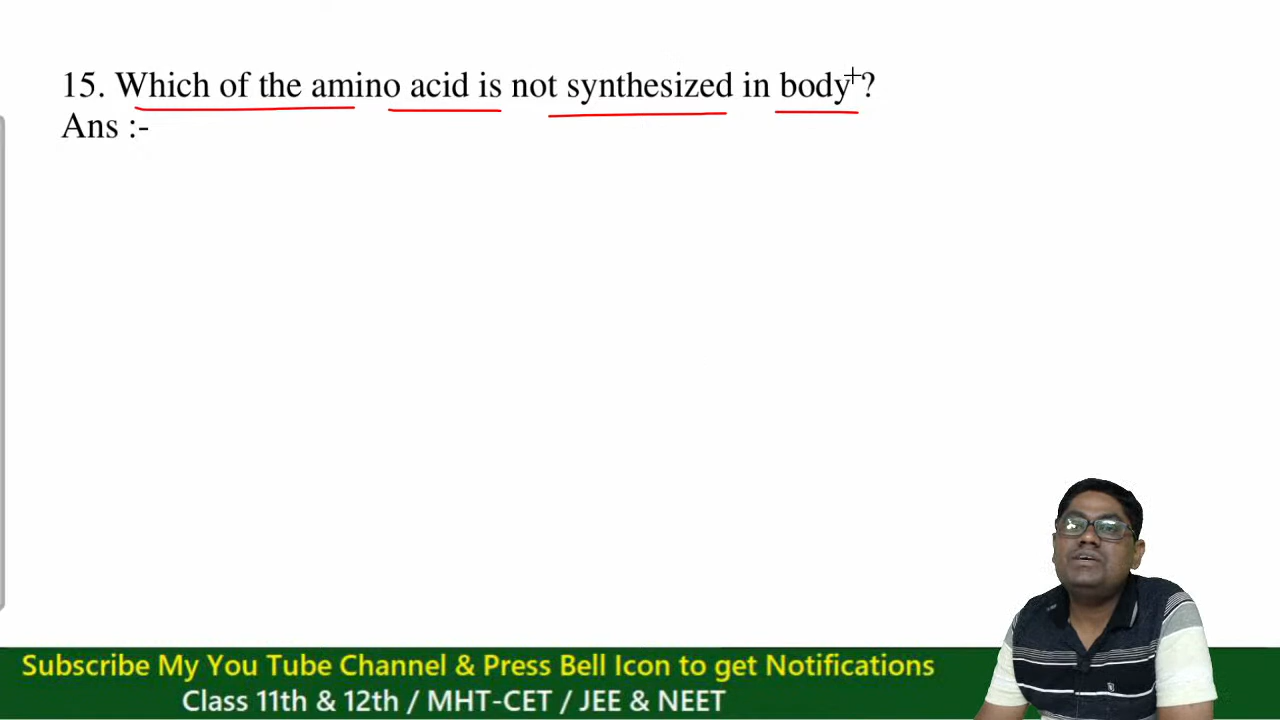 15. Which of the amino acid is not synthesized in body ?
Ans :-
Subscribe My You Tube Channel & Press Bell Icon to get Notifications
Class 11th & 12th / MHT-CET / JEE & NEET